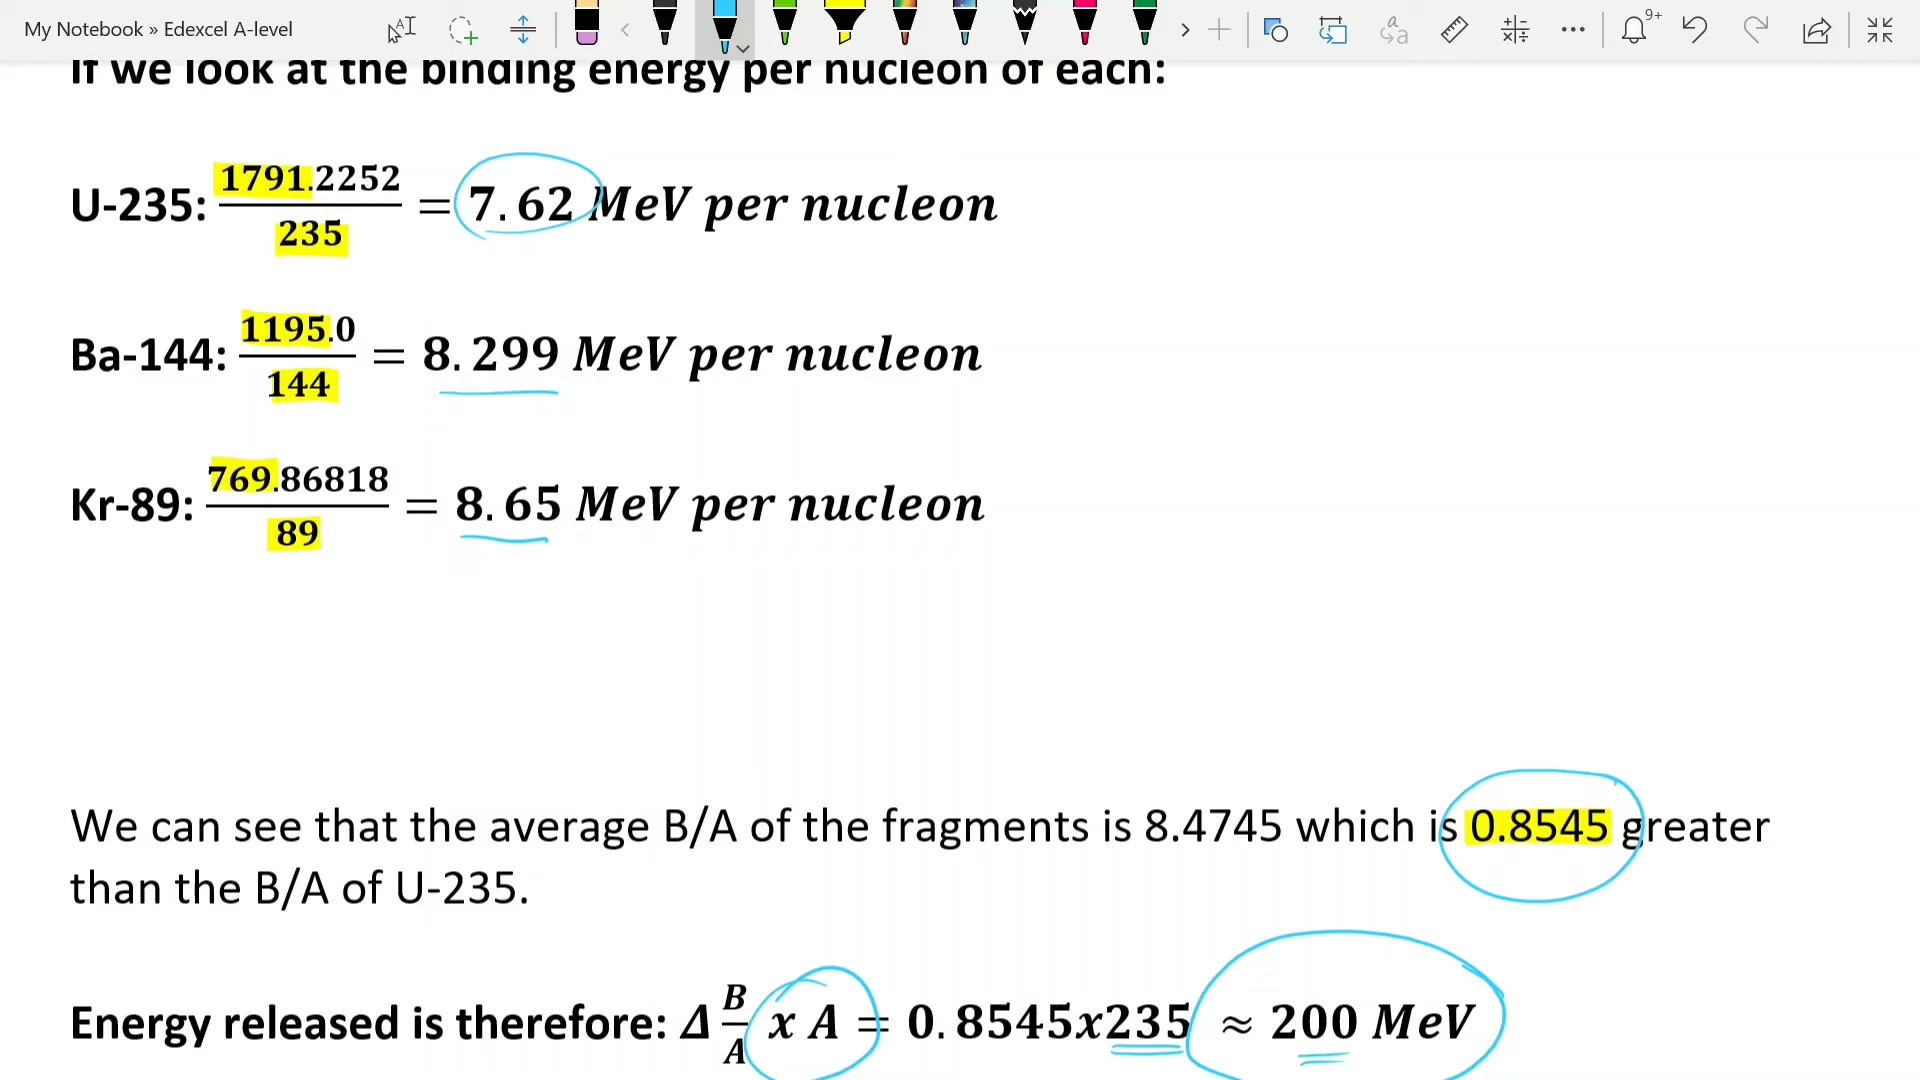 My Notebook » Edexcel A-level
9+
If we look at the binding energy per nucleon of each:
U-235: 1791.2252 / 235 = 7.62 MeV per nucleon
Ba-144: 1195.0 / 144 = 8.299 MeV per nucleon
Kr-89: 769.86818 / 89 = 8.65 MeV per nucleon
We can see that the average B/A of the fragments is 8.4745 which is 0.8545 greater
than the B/A of U-235.
Energy released is therefore: Δ B/A x A = 0.8545x235 ≈ 200 MeV